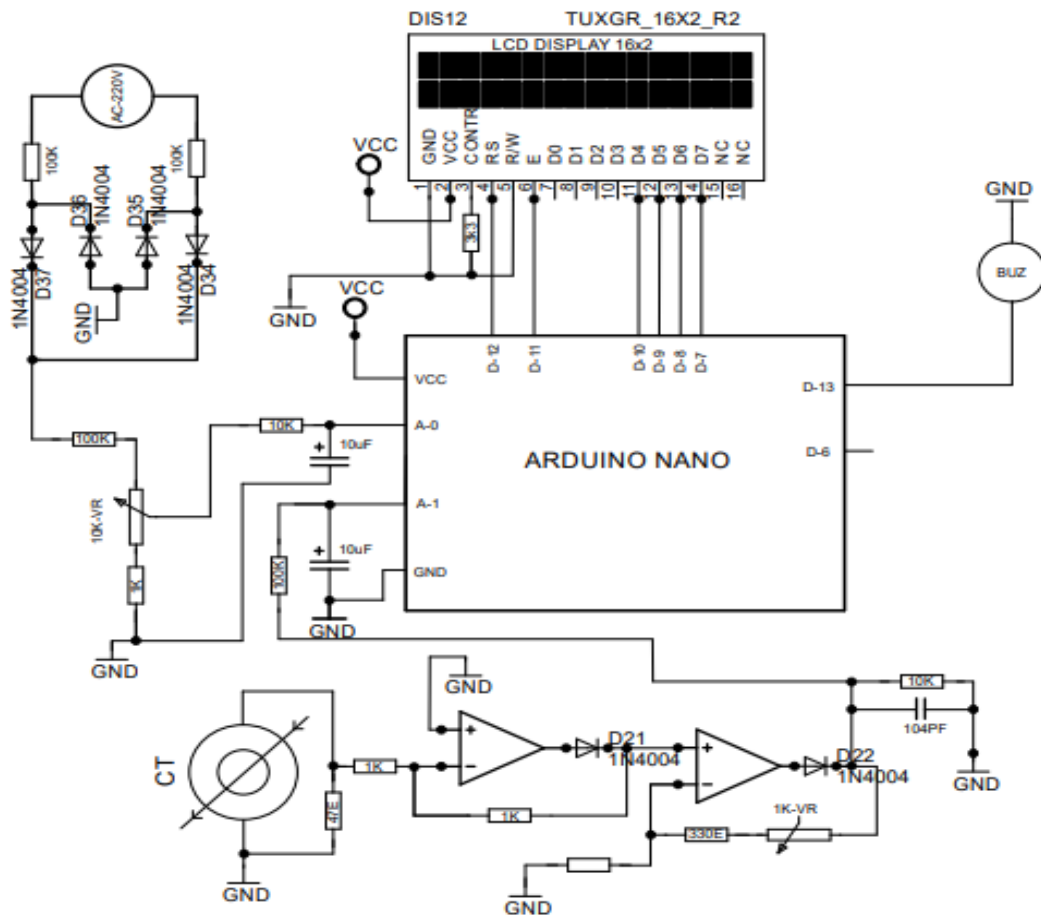 DIS12 TUXGR_16X2_R2
LCD DISPLAY 16x2
GND VCC CONTR RS R/W E D0 D1 D2 D3 D4 D5 D6 D7 NC NC
1 2 3 4 5 6 7 8 9 10 11 12 13 14 15 16
AC-220V
100K
100K
D36
1N4004
D35
1N4004
1N4004
D37
1N4004
D34
GND
VCC
3k3
GND
VCC
GND
BUZ
D-12 D-11 D-10 D-9 D-8 D-7
VCC
D-13
A-0
D-6
ARDUINO NANO
A-1
GND
10K
10uF
100K
10K-VR
1K
GND
10uF
100K
GND
CT
47E
GND
1K
GND
1K
D21
1N4004
D22
1N4004
10K
104PF
GND
1K-VR
330E
GND